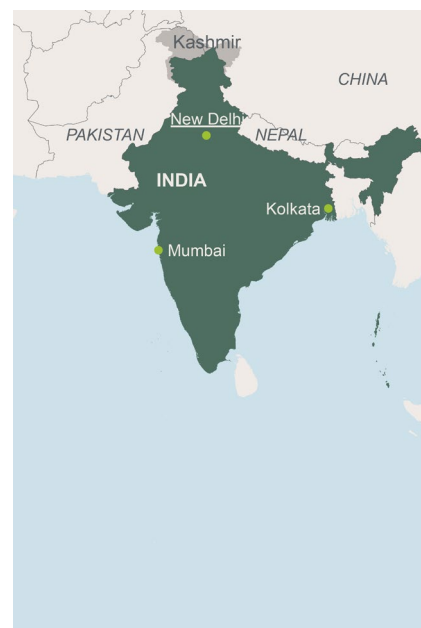 Kashmir
CHINA
New Delhi
PAKISTAN
NEPAL
INDIA
Kolkata
Mumbai